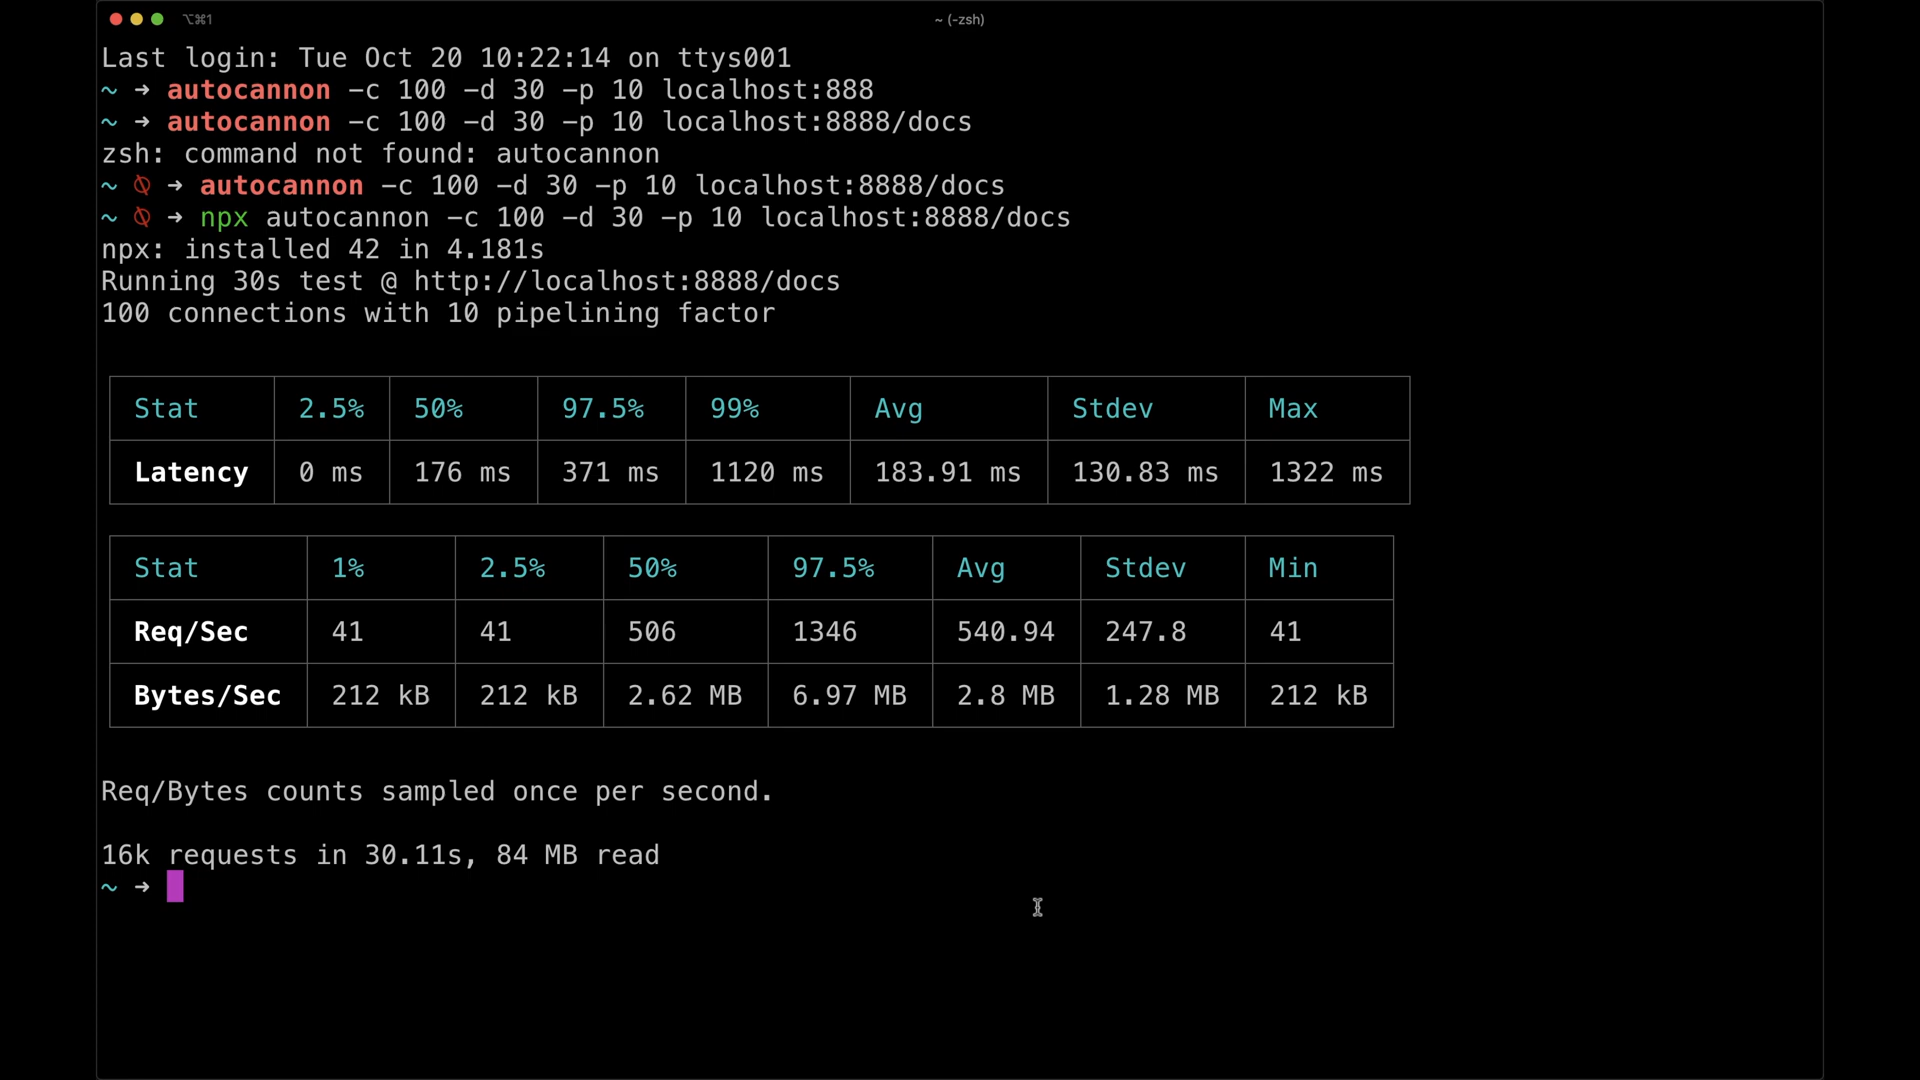 ⌥⌘1
~ (-zsh)
Last login: Tue Oct 20 10:22:14 on ttys001
~ → autocannon -c 100 -d 30 -p 10 localhost:888
~ → autocannon -c 100 -d 30 -p 10 localhost:8888/docs
zsh: command not found: autocannon
~ ⍉ → autocannon -c 100 -d 30 -p 10 localhost:8888/docs
~ ⍉ → npx autocannon -c 100 -d 30 -p 10 localhost:8888/docs
npx: installed 42 in 4.181s
Running 30s test @ http://localhost:8888/docs
100 connections with 10 pipelining factor
Stat 2.5% 50% 97.5% 99% Avg Stdev Max
Latency 0 ms 176 ms 371 ms 1120 ms 183.91 ms 130.83 ms 1322 ms
Stat 1% 2.5% 50% 97.5% Avg Stdev Min
Req/Sec 41 41 506 1346 540.94 247.8 41
Bytes/Sec 212 kB 212 kB 2.62 MB 6.97 MB 2.8 MB 1.28 MB 212 kB
Req/Bytes counts sampled once per second.
16k requests in 30.11s, 84 MB read
~ →